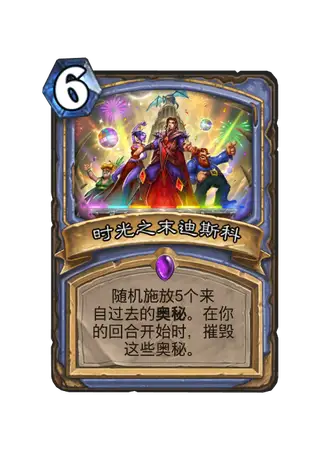 6
时光之末迪斯科
随机施放5个来
自过去的奥秘。在你
的回合开始时，摧毁
这些奥秘。